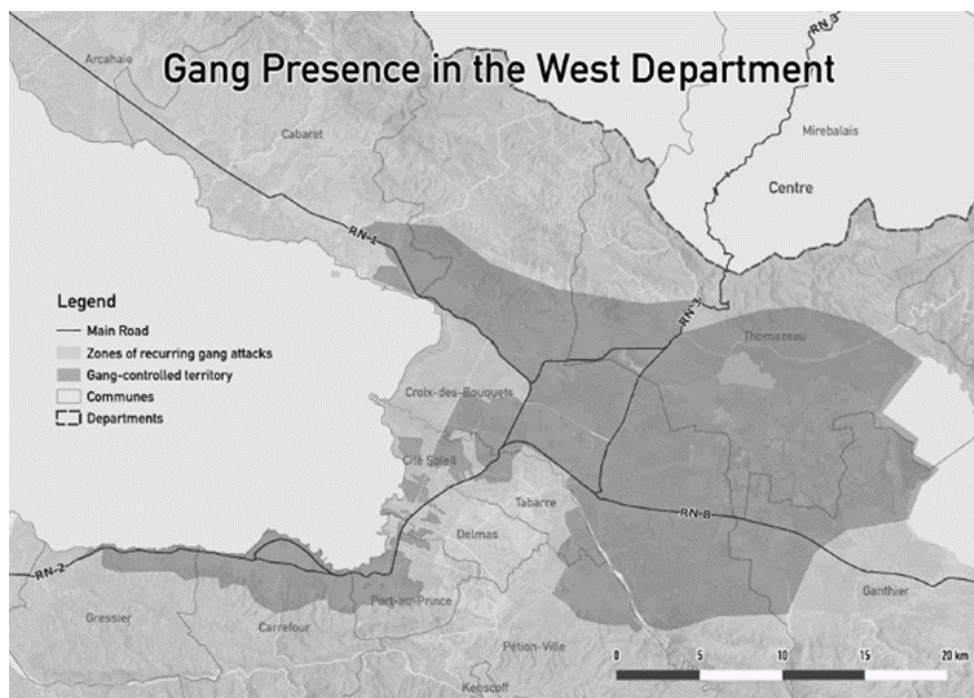 Gang Presence in the West Department
Arcahaie
RN 3
Cabaret
Mirebalais
Centre
RN 1
Legend
Main Road
Zones of recurring gang attacks
Gang-controlled territory
Communes
Departments
RN 3
Thomazeau
Croix-des-Bouquets
Cité Soleil
Tabarre
Delmas
RN 8
RN 2
Gressier
Carrefour
Port-au-Prince
Ganthier
Pétion-Ville
Kenscoff
0 5 10 15 20 km